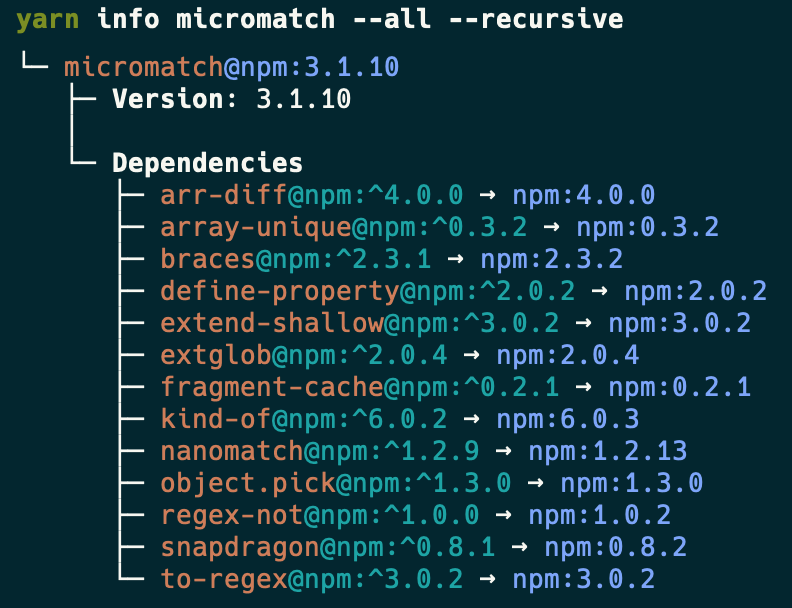 yarn info micromatch --all --recursive
└─ micromatch@npm:3.1.10
   ├─ Version: 3.1.10
   │
   └─ Dependencies
      ├─ arr-diff@npm:^4.0.0 → npm:4.0.0
      ├─ array-unique@npm:^0.3.2 → npm:0.3.2
      ├─ braces@npm:^2.3.1 → npm:2.3.2
      ├─ define-property@npm:^2.0.2 → npm:2.0.2
      ├─ extend-shallow@npm:^3.0.2 → npm:3.0.2
      ├─ extglob@npm:^2.0.4 → npm:2.0.4
      ├─ fragment-cache@npm:^0.2.1 → npm:0.2.1
      ├─ kind-of@npm:^6.0.2 → npm:6.0.3
      ├─ nanomatch@npm:^1.2.9 → npm:1.2.13
      ├─ object.pick@npm:^1.3.0 → npm:1.3.0
      ├─ regex-not@npm:^1.0.0 → npm:1.0.2
      ├─ snapdragon@npm:^0.8.1 → npm:0.8.2
      └─ to-regex@npm:^3.0.2 → npm:3.0.2